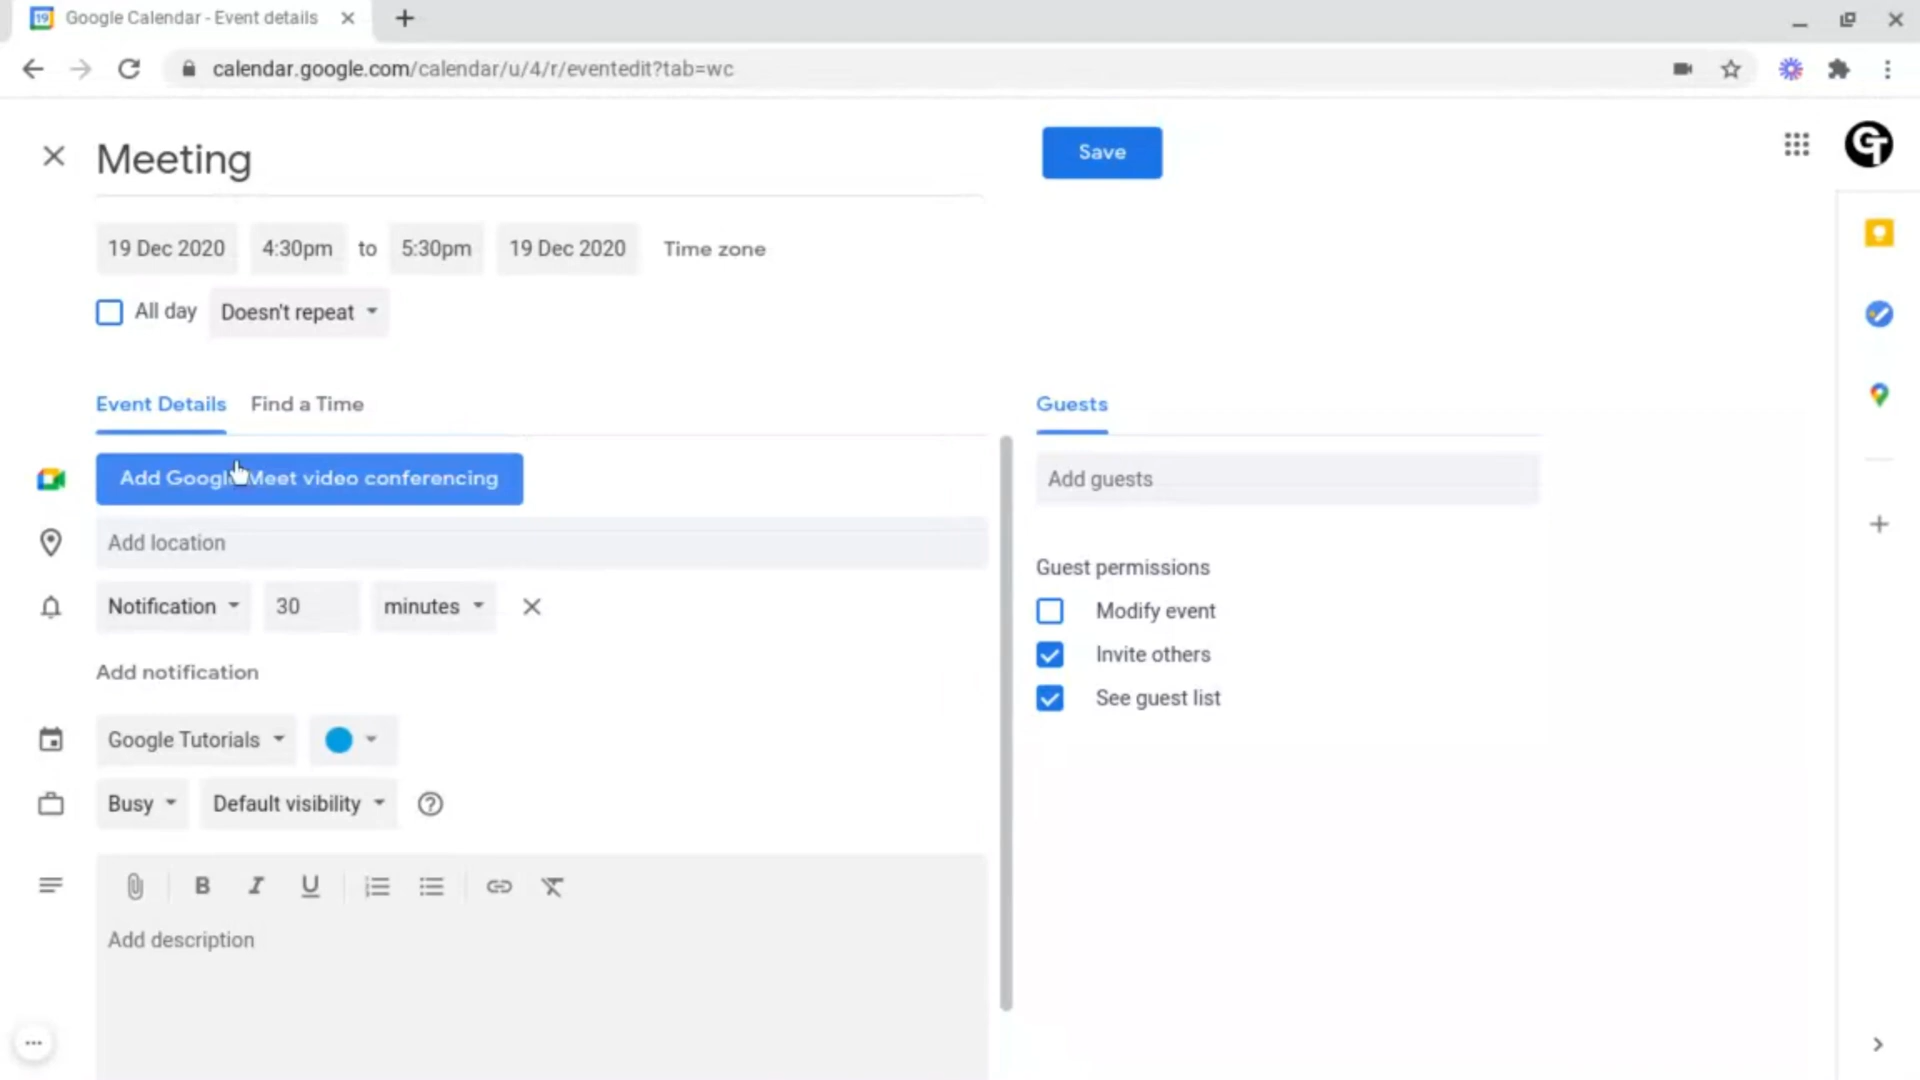 19 Google Calendar - Event details
calendar.google.com/calendar/u/4/r/eventedit?tab=wc
Meeting
Save
GT
19 Dec 2020 4:30pm to 5:30pm 19 Dec 2020 Time zone
All day Doesn't repeat
Event Details Find a Time
Guests
Add Google Meet video conferencing
Add guests
Add location
Guest permissions
Notification 30 minutes
Modify event
Invite others
Add notification
See guest list
Google Tutorials
Busy Default visibility
B I U
Add description